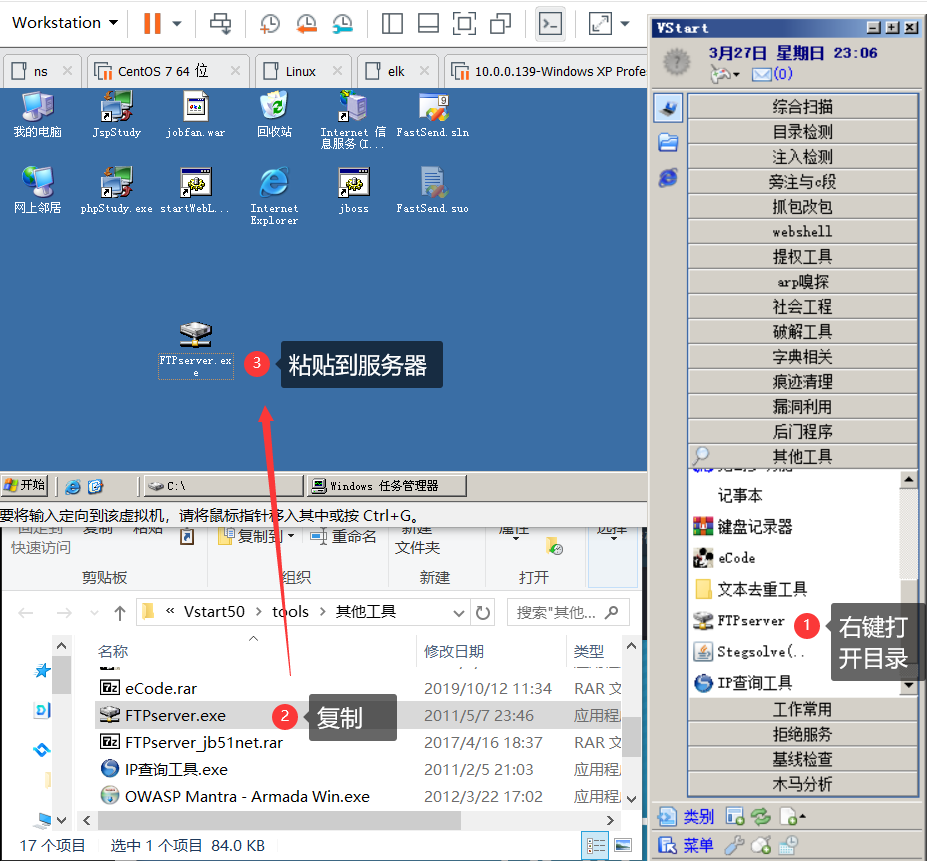 Workstation
ns
CentOS 7 64 位
Linux
elk
10.0.0.139-Windows XP Profe
我的电脑
JspStudy
jobfan.war
回收站
Internet 信
息服务(I...
FastSend.sln
网上邻居
phpStudy.exe
startWebL...
Internet
Explorer
jboss
FastSend.suo
FTPserver.ex
e
3
粘贴到服务器
开始
C:\
Windows 任务管理器
要将输入定向到该虚拟机，请将鼠标指针移入其中或按 Ctrl+G。
快速访问
复制到
重命名
文件夹
剪贴板
组织
新建
打开
« Vstart50 › tools › 其他工具
搜索"其他...
名称
修改日期
类型
eCode.rar
2019/10/12 11:34
RAR 文
FTPserver.exe
2
复制
2011/5/7 23:46
应用程
FTPserver_jb51net.rar
2017/4/16 18:37
RAR 文
IP查询工具.exe
2011/2/5 21:03
应用程
OWASP Mantra - Armada Win.exe
2012/3/22 17:02
应用程
17 个项目
选中 1 个项目 84.0 KB
VStart
3月27日 星期日 23:06
(0)
综合扫描
目录检测
注入检测
旁注与c段
抓包改包
webshell
提权工具
arp嗅探
社会工程
破解工具
字典相关
痕迹清理
漏洞利用
后门程序
其他工具
记事本
键盘记录器
eCode
文本去重工具
FTPserver
1
右键打
开目录
Stegsolve(..
IP查询工具
工作常用
拒绝服务
基线检查
木马分析
类别
菜单